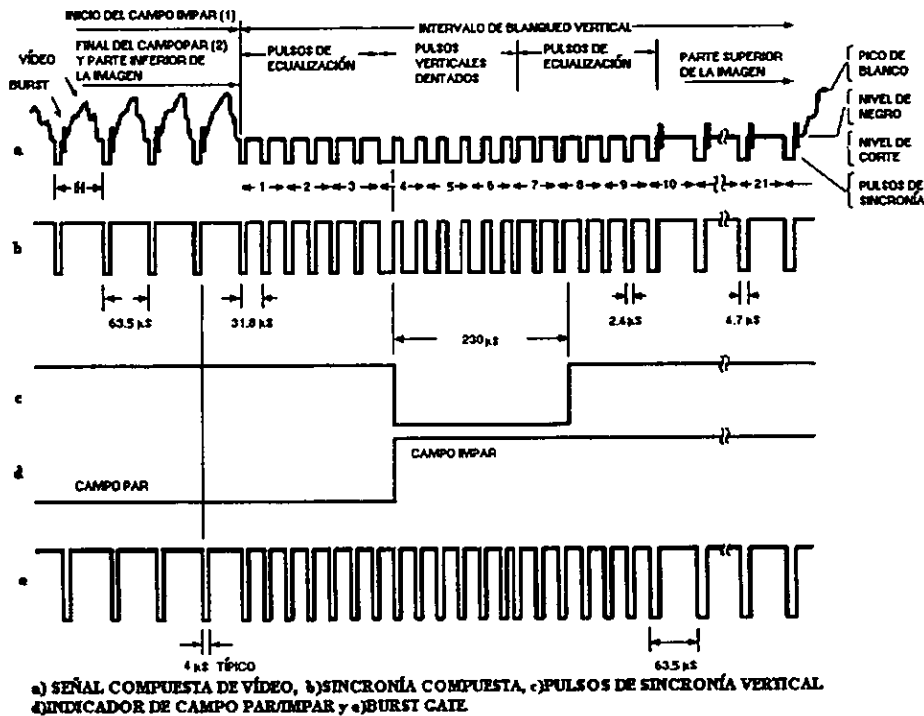 INICIO DEL CAMPO IMPAR (1)
INTERVALO DE BLANQUEO VERTICAL
FINAL DEL CAMPOPAR (2)
Y PARTE INFERIOR DE
LA IMAGEN
PULSOS DE
ECUALIZACIÓN
PULSOS
VERTICALES
DENTADOS
PULSOS DE
ECUALIZACIÓN
PARTE SUPERIOR
DE LA IMAGEN
VÍDEO
BURST
PICO DE
BLANCO
NIVEL DE
NEGRO
NIVEL DE
CORTE
PULSOS DE
SINCRONÍA
a
1H
1 2 3 4 5 6 7 8 9 10 21
b
63.5 µS
31.8 µS
2.4 µS
4.7 µS
230 µS
c
d
CAMPO PAR
CAMPO IMPAR
e
4 µS TÍPICO
63.5 µS
a) SEÑAL COMPUESTA DE VÍDEO, b)SINCRONÍA COMPUESTA, c)PULSOS DE SINCRONÍA VERTICAL
d)INDICADOR DE CAMPO PAR/IMPAR y e)BURST GATE